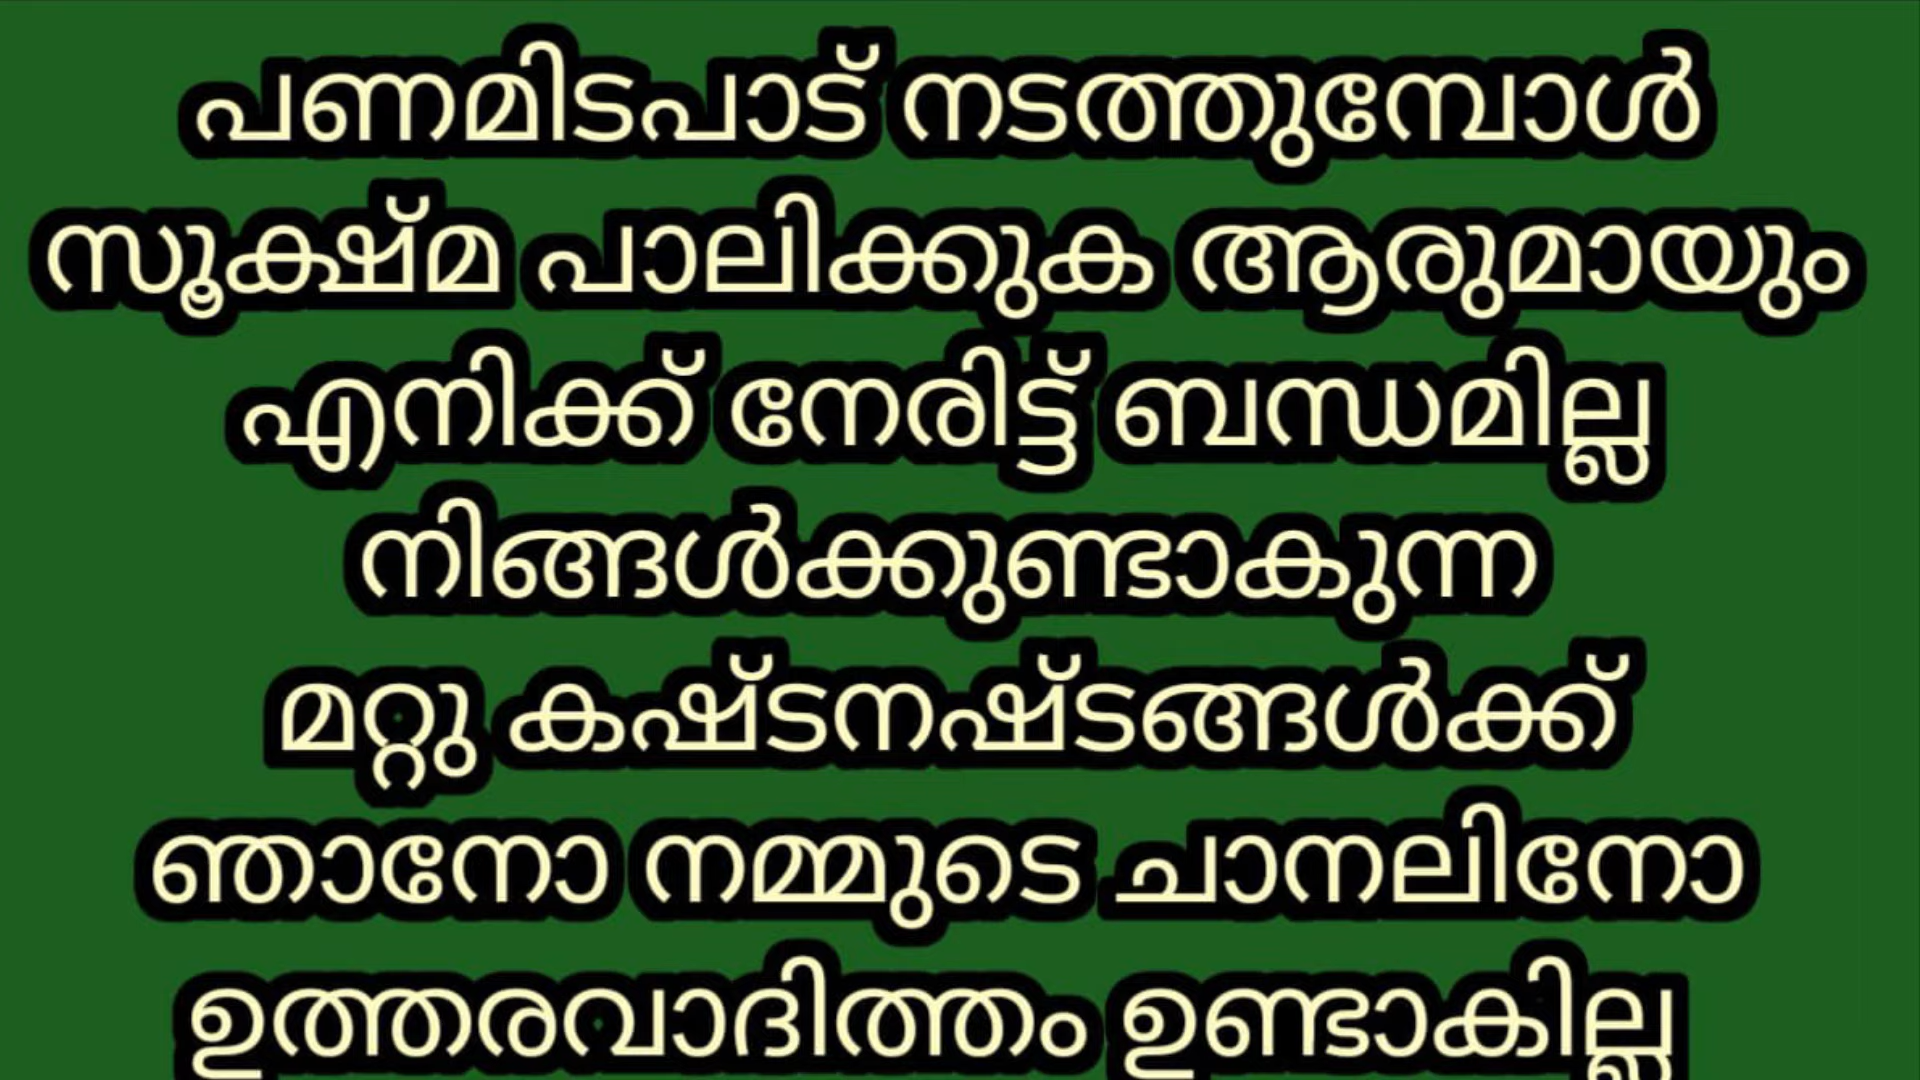 പണമിടപാട് നടത്തുമ്പോൾ
സൂക്ഷ്മ പാലിക്കുക ആരുമായും
എനിക്ക് നേരിട്ട് ബന്ധമില്ല
നിങ്ങൾക്കുണ്ടാകുന്ന
മറ്റു കഷ്ടനഷ്ടങ്ങൾക്ക്
ഞാനോ നമ്മുടെ ചാനലിനോ
ഉത്തരവാദിത്തം ഉണ്ടാകില്ല